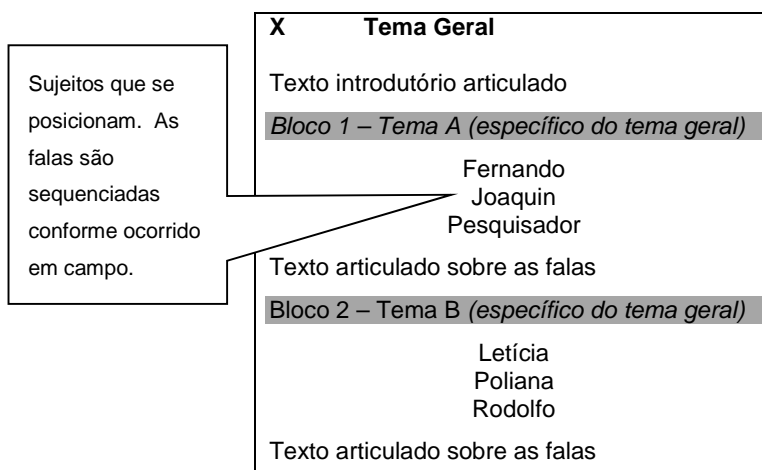 X Tema Geral
Texto introdutório articulado
Bloco 1 – Tema A (específico do tema geral)
Fernando
Joaquin
Pesquisador
Texto articulado sobre as falas
Bloco 2 – Tema B (específico do tema geral)
Letícia
Poliana
Rodolfo
Texto articulado sobre as falas
Sujeitos que se
posicionam. As
falas são
sequenciadas
conforme ocorrido
em campo.